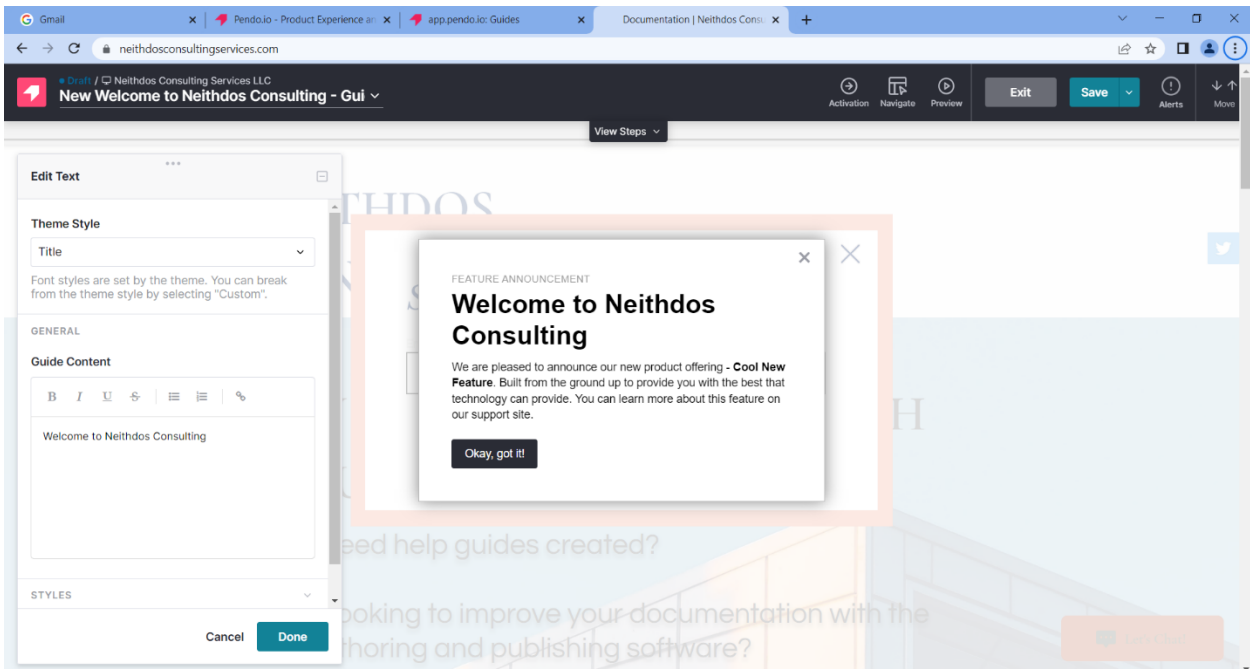 Gmail
Pendo.io - Product Experience an
app.pendo.io: Guides
Documentation | Neithdos Consu
neithdosconsultingservices.com
Draft / Neithdos Consulting Services LLC
New Welcome to Neithdos Consulting - Gui
Activation
Navigate
Preview
Exit
Save
Alerts
Move
View Steps
Edit Text
Theme Style
Title
Font styles are set by the theme. You can break
from the theme style by selecting "Custom".
GENERAL
Guide Content
B I U S
Welcome to Neithdos Consulting
STYLES
Cancel
Done
THDOS
FEATURE ANNOUNCEMENT
Welcome to Neithdos
Consulting
We are pleased to announce our new product offering - Cool New
Feature. Built from the ground up to provide you with the best that
technology can provide. You can learn more about this feature on
our support site.
Okay, got it!
H
eed help guides created?
ooking to improve your documentation with the
thoring and publishing software?